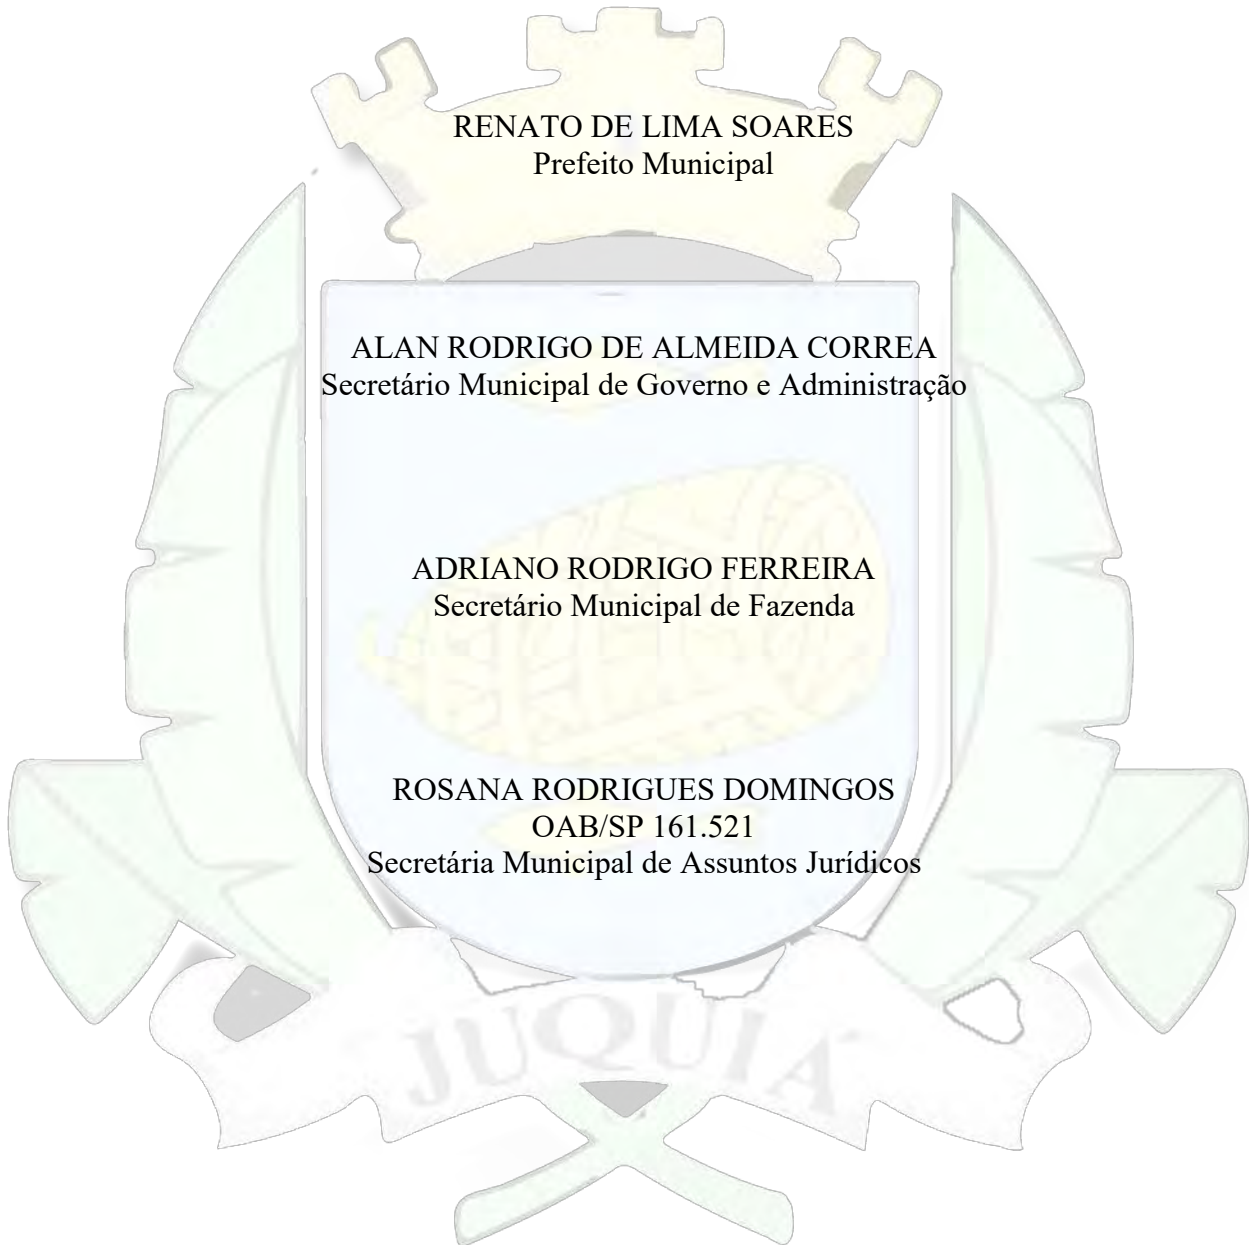 RENATO DE LIMA SOARES
Prefeito Municipal
ALAN RODRIGO DE ALMEIDA CORREA
Secretário Municipal de Governo e Administração
ADRIANO RODRIGO FERREIRA
Secretário Municipal de Fazenda
ROSANA RODRIGUES DOMINGOS
OAB/SP 161.521
Secretária Municipal de Assuntos Jurídicos
JUQUIÁ